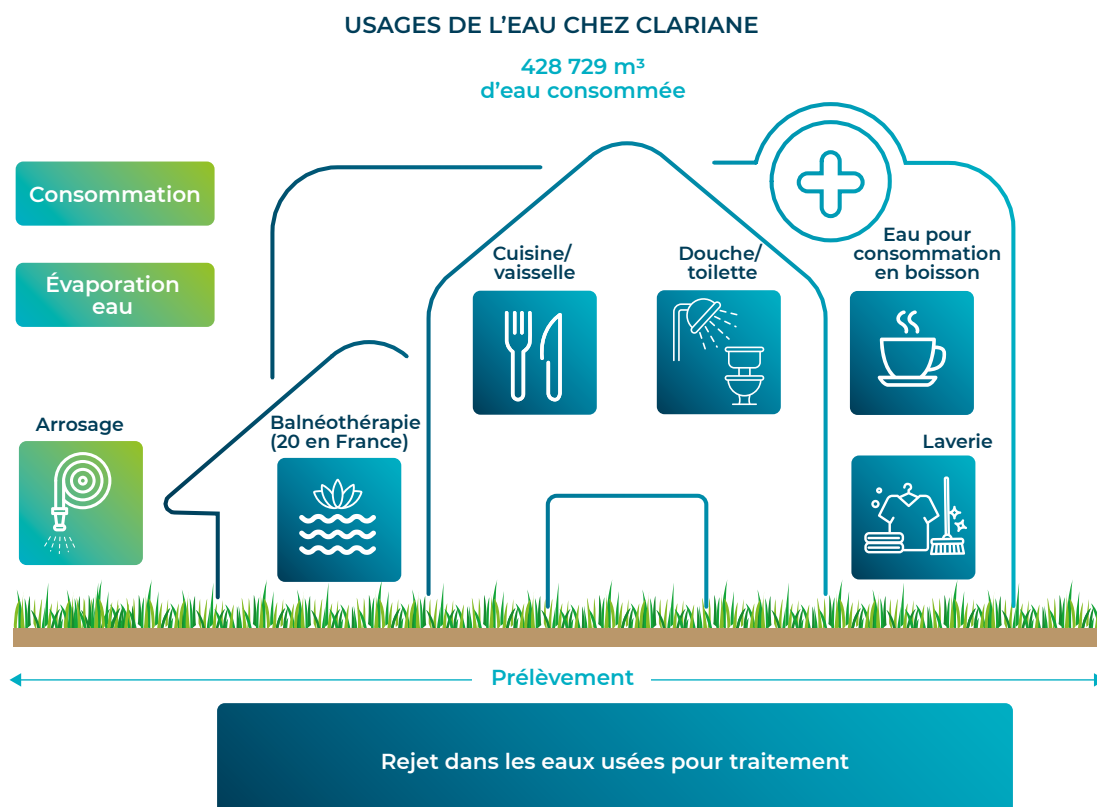 USAGES DE L’EAU CHEZ CLARIANE
428 729 m³
d’eau consommée
Consommation
Évaporation
eau
Cuisine/
vaisselle
Douche/
toilette
Eau pour
consommation
en boisson
Arrosage
Balnéothérapie
(20 en France)
Laverie
Prélèvement
Rejet dans les eaux usées pour traitement